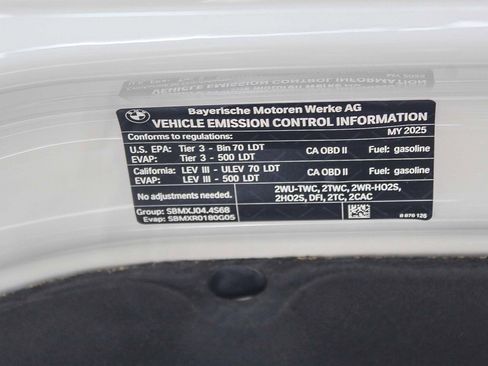 BMW
Bayerische Motoren Werke AG
VEHICLE EMISSION CONTROL INFORMATION
Conforms to regulations: MY 2025
U.S. EPA: Tier 3 - Bin 70 LDT CA OBD II Fuel: gasoline
EVAP: Tier 3 - 500 LDT
California: LEV III - ULEV 70 LDT CA OBD II Fuel: gasoline
EVAP: LEV III - 500 LDT
No adjustments needed. 2WU-TWC, 2TWC, 2WR-HO2S,
2HO2S, DFI, 2TC, 2CAC
Group: SBMXJ04.4S68
Evap: SBMXR0180G05